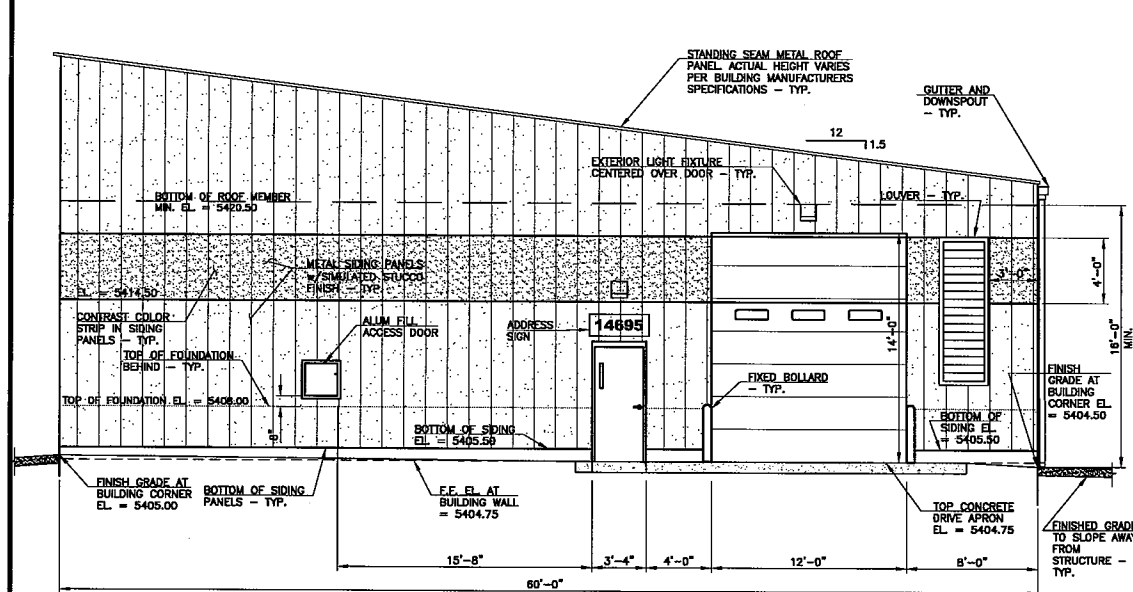 STANDING SEAM METAL ROOF
PANEL ACTUAL HEIGHT VARIES
PER BUILDING MANUFACTURERS
SPECIFICATIONS – TYP.
GUTTER AND
DOWNSPOUT
– TYP.
12
1.5
EXTERIOR LIGHT FIXTURE
CENTERED OVER DOOR – TYP.
BOTTOM OF ROOF MEMBER
MIN. EL. = 5420.50
LOUVER – TYP.
METAL SIDING PANELS
w/SIMULATED STUCCO
FINISH – TYP.
3'-0"
4'-0"
EL. = 5414.50
CONTRAST COLOR
STRIP IN SIDING
PANELS – TYP.
ALUM FILL
ACCESS DOOR
ADDRESS
SIGN
14695
14'-0"
16'-0"
MIN.
TOP OF FOUNDATION
BEHIND – TYP.
FIXED BOLLARD
– TYP.
FINISH
GRADE AT
BUILDING
CORNER EL
= 5404.50
TOP OF FOUNDATION EL. = 5408.00
8"
BOTTOM OF SIDING
EL. = 5405.50
BOTTOM OF
SIDING EL.
= 5405.50
FINISH GRADE AT
BUILDING CORNER
EL. = 5405.00
BOTTOM OF SIDING
PANELS – TYP.
F.F. EL. AT
BUILDING WALL
= 5404.75
TOP CONCRETE
DRIVE APRON
EL. = 5404.75
FINISHED GRADE
TO SLOPE AWAY
FROM
STRUCTURE –
TYP.
15'-8"
3'-4"
4'-0"
12'-0"
8'-0"
60'-0"